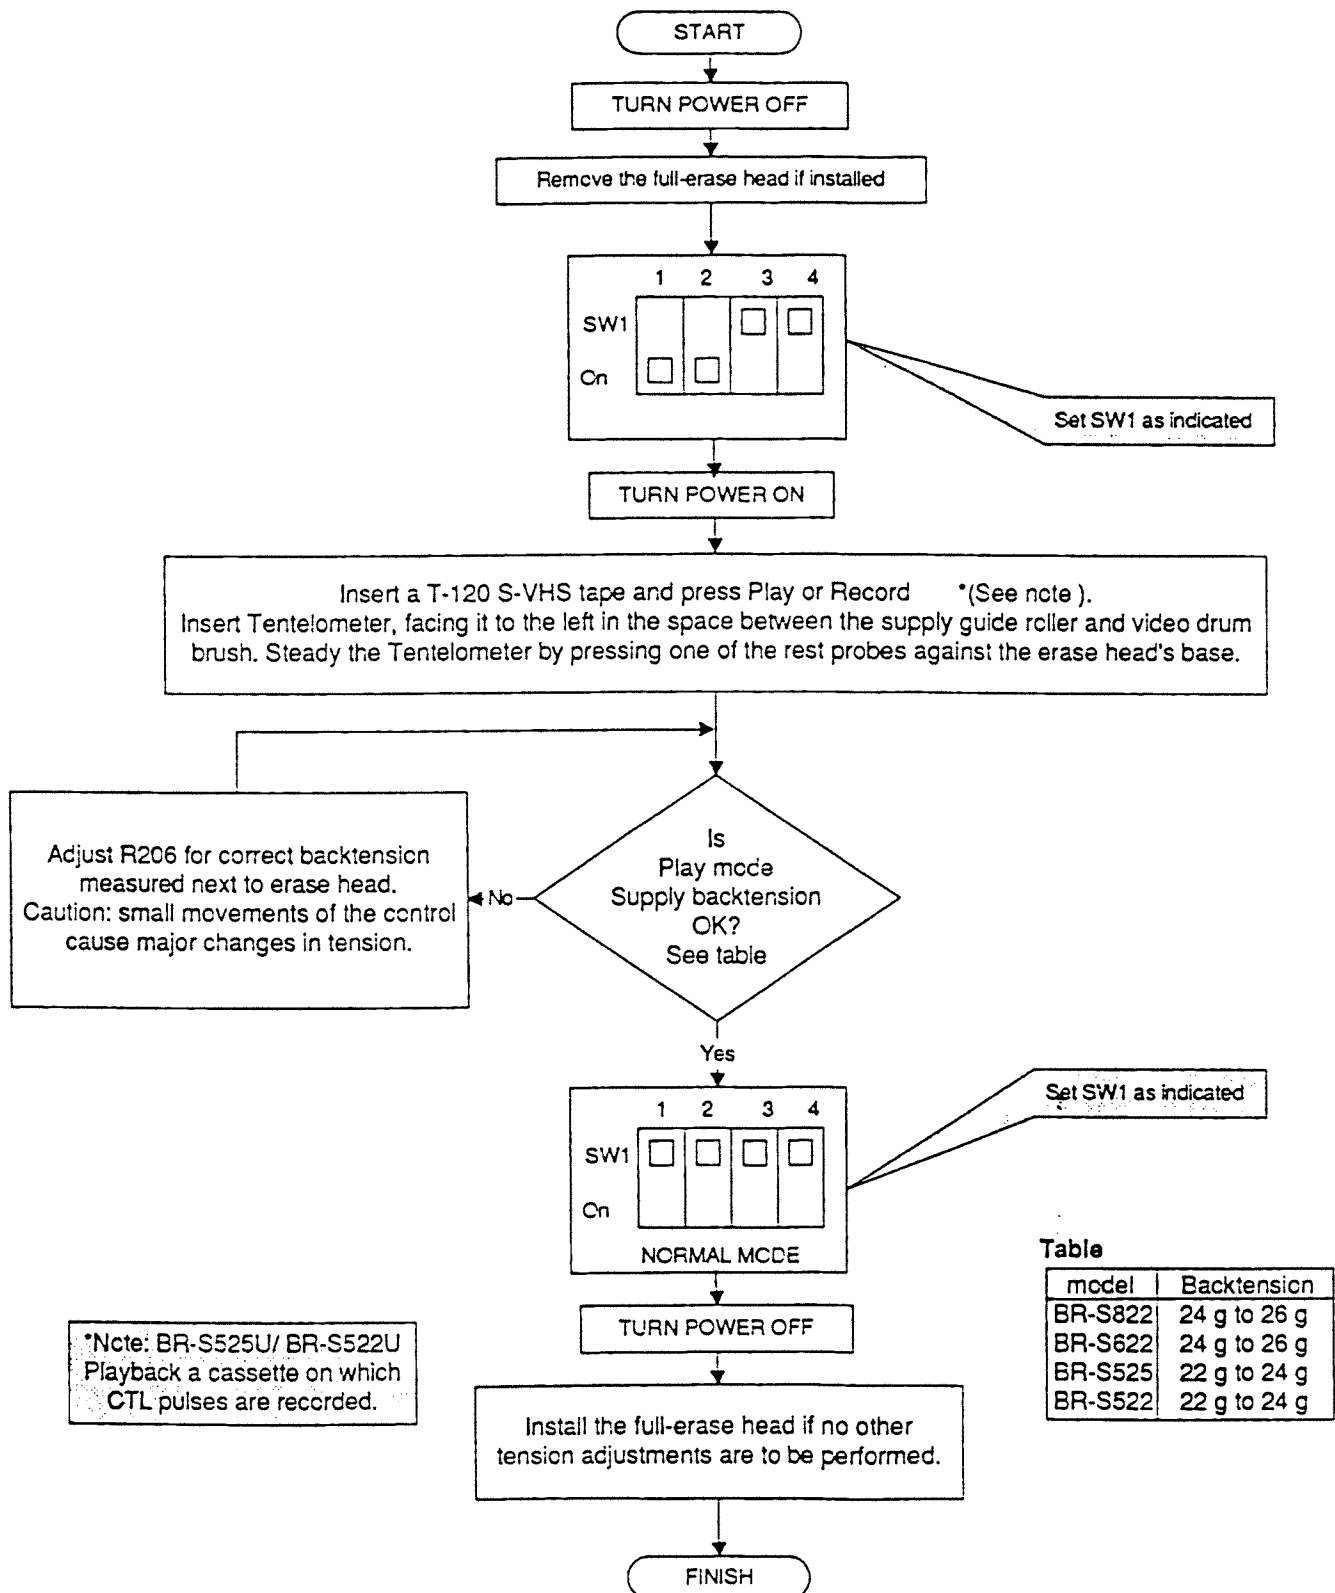 START
TURN POWER OFF
Remove the full-erase head if installed
1 2 3 4
SW1
On
Set SW1 as indicated
TURN POWER ON
Insert a T-120 S-VHS tape and press Play or Record *(See note ).
Insert Tentelometer, facing it to the left in the space between the supply guide roller and video drum
brush. Steady the Tentelometer by pressing one of the rest probes against the erase head's base.
Is
Play mode
Supply backtension
OK?
See table
No
Adjust R206 for correct backtension
measured next to erase head.
Caution: small movements of the control
cause major changes in tension.
Yes
1 2 3 4
SW1
On
NORMAL MODE
Set SW1 as indicated
TURN POWER OFF
Install the full-erase head if no other
tension adjustments are to be performed.
FINISH
*Note: BR-S525U/ BR-S522U
Playback a cassette on which
CTL pulses are recorded.
Table
model Backtension
BR-S822 24 g to 26 g
BR-S622 24 g to 26 g
BR-S525 22 g to 24 g
BR-S522 22 g to 24 g